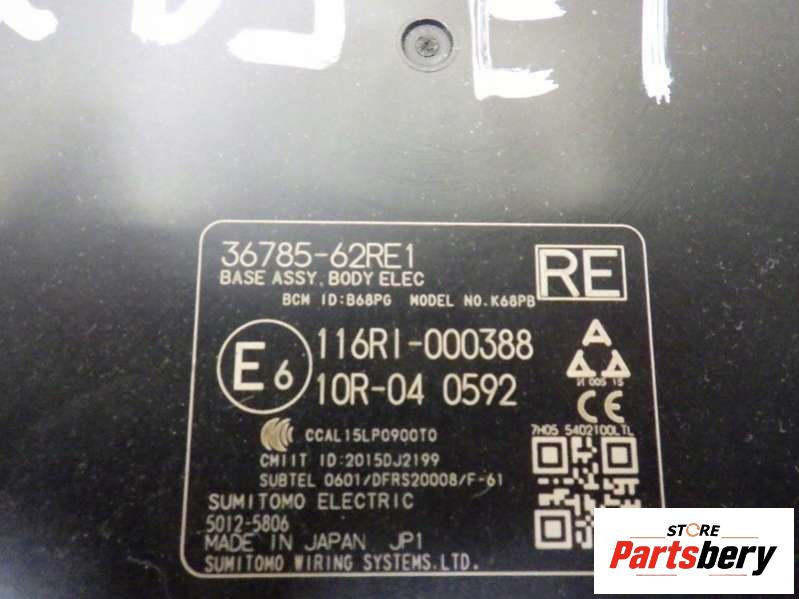 36785-62RE1
BASE ASSY, BODY ELEC
RE
BCM ID:B68PG MODEL NO.K68PB
E6
116RI-000388
10R-04 0592
A
CE
CCAL15LP0900T0
CMIIT ID:2015DJ2199
SUBTEL 0601/DFRS20008/F-61
7H05 5402100LTL
SUMITOMO ELECTRIC
5012-5806
MADE IN JAPAN JP1
SUMITOMO WIRING SYSTEMS,LTD.
STORE
Partsbery